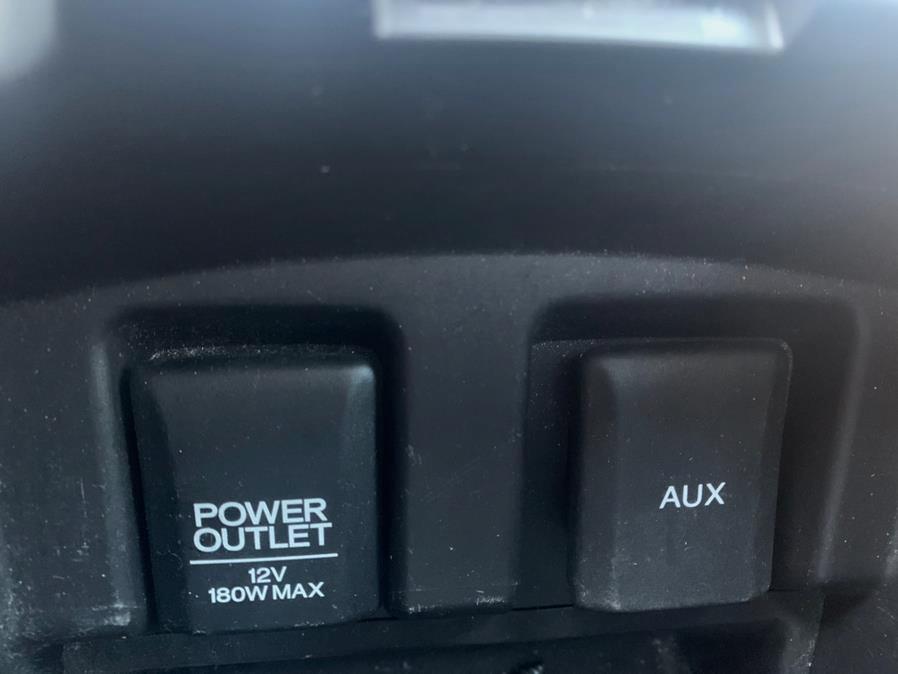 POWER
OUTLET
12V
180W MAX
AUX